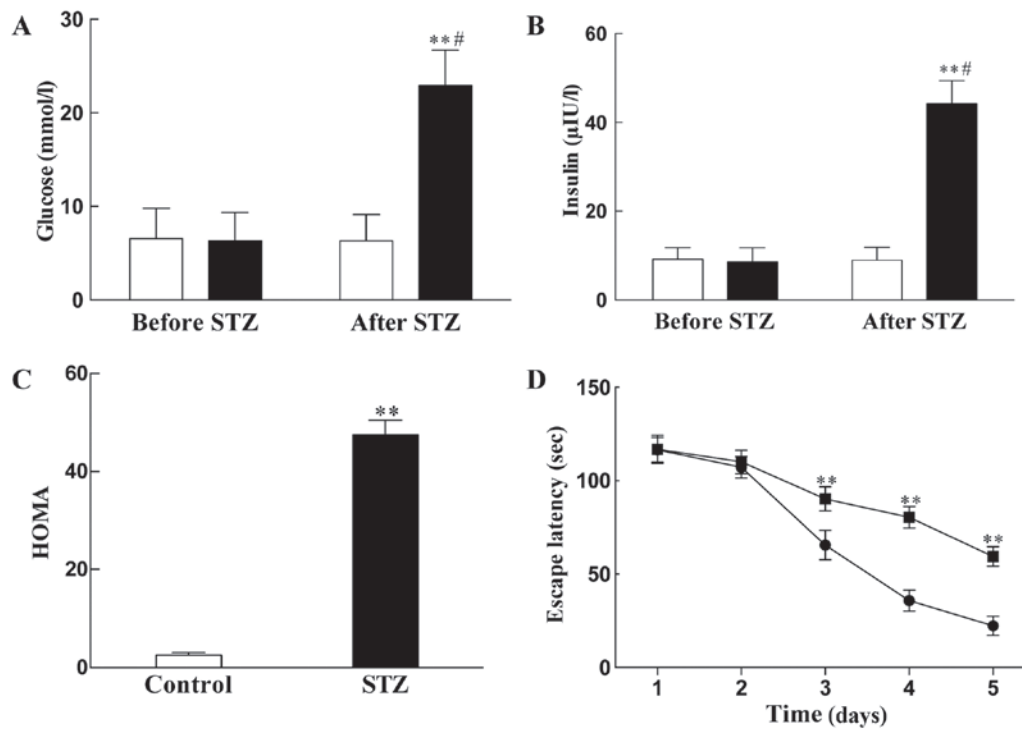 A
Glucose (mmol/l)
30
20
10
0
**#
Before STZ
After STZ
B
Insulin (µIU/l)
60
40
20
0
**#
Before STZ
After STZ
C
HOMA
60
40
20
0
**
Control
STZ
D
Escape latency (sec)
150
100
50
0
**
**
**
1 2 3 4 5
Time (days)